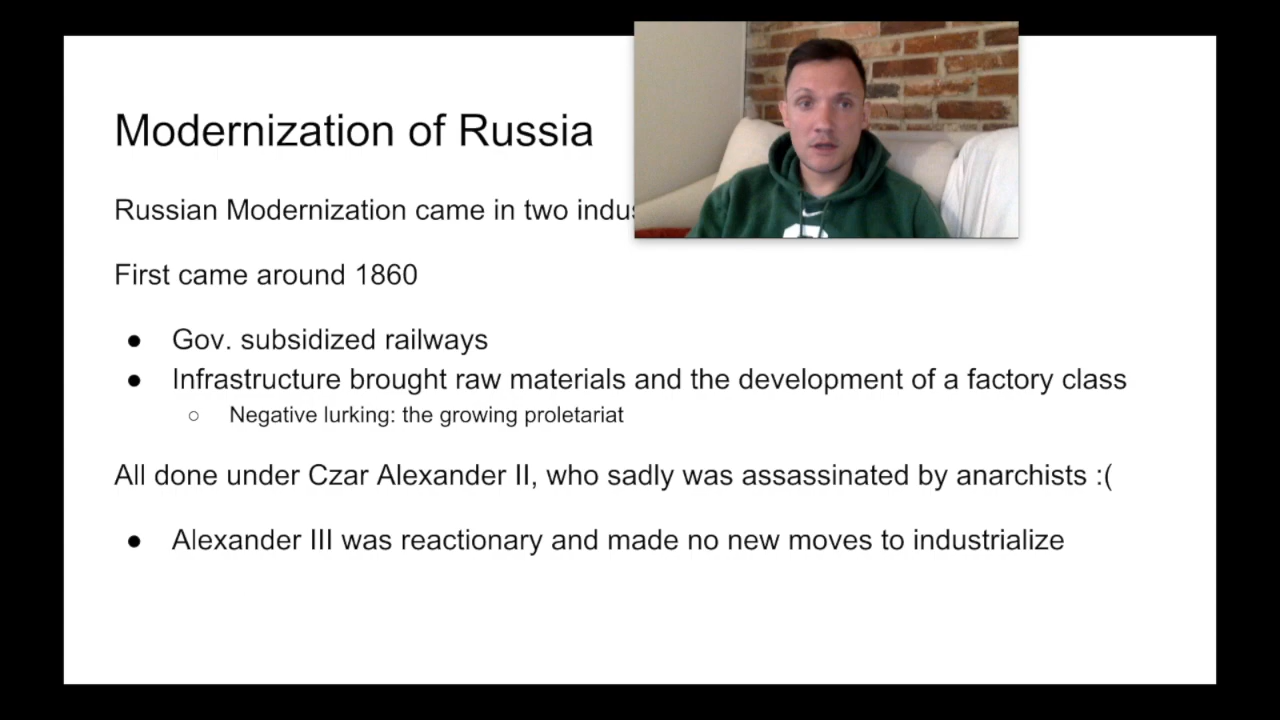 Modernization of Russia
Russian Modernization came in two
First came around 1860
● Gov. subsidized railways
● Infrastructure brought raw materials and the development of a factory class
○ Negative lurking: the growing proletariat
All done under Czar Alexander II, who sadly was assassinated by anarchists :(
● Alexander III was reactionary and made no new moves to industrialize